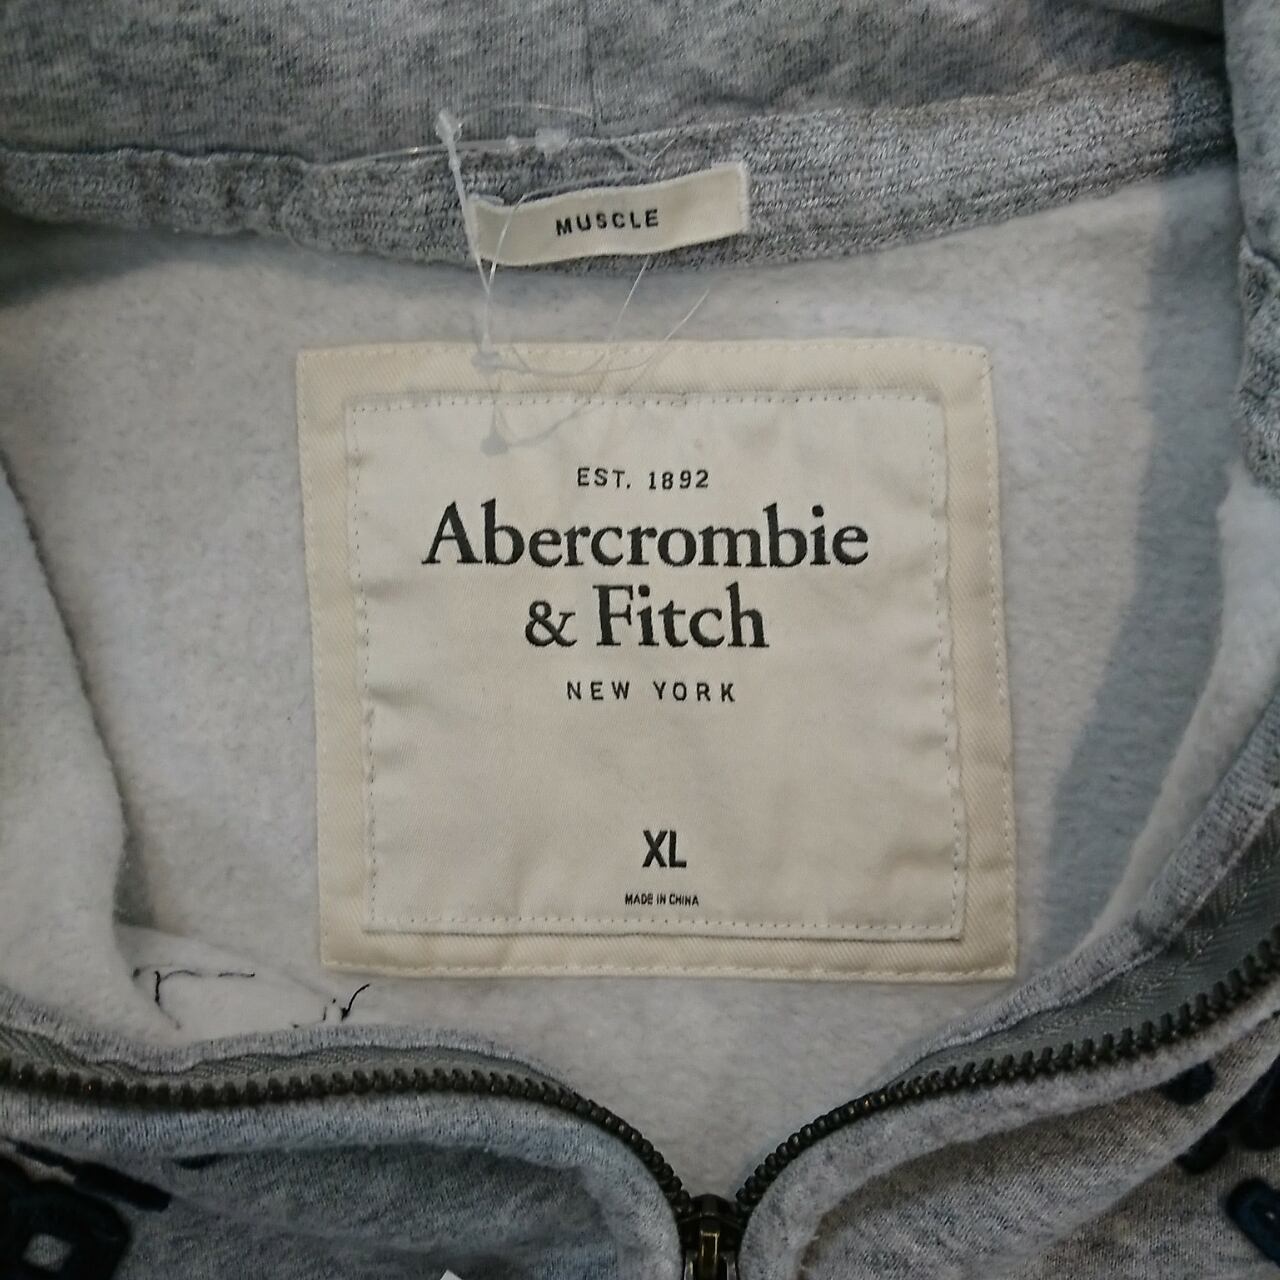 MUSCLE
EST. 1892
Abercrombie
& Fitch
NEW YORK
XL
MADE IN CHINA